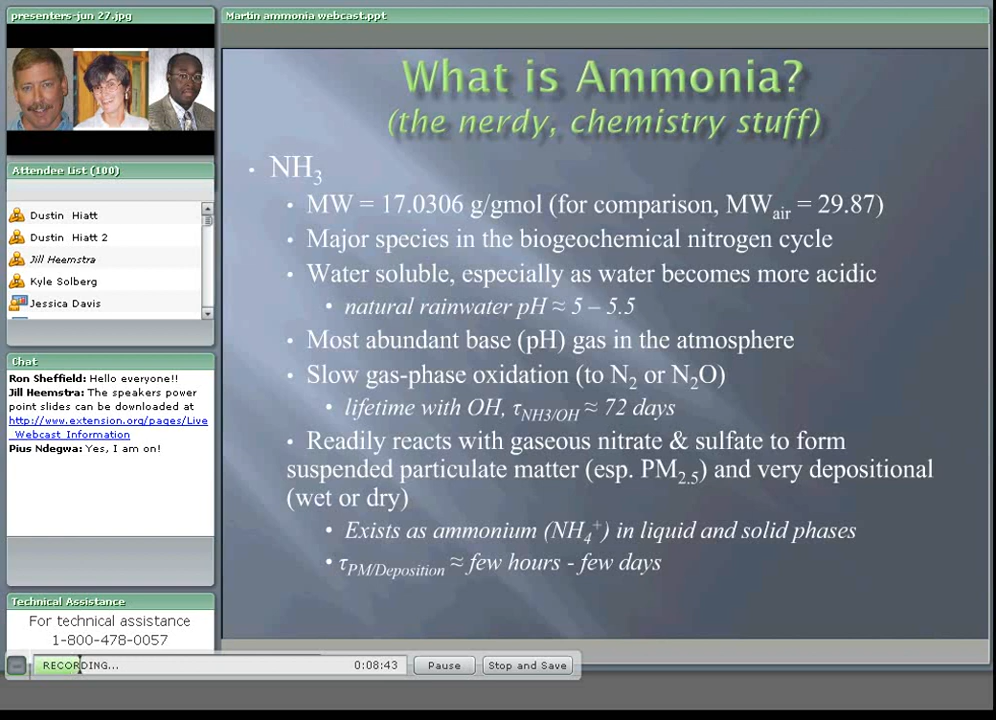 presenters-jun 27.jpg
Martin ammonia webcast.ppt
Attendee List (100)
Dustin Hiatt
Dustin Hiatt 2
Jill Heemstra
Kyle Solberg
Jessica Davis
Chat
Ron Sheffield: Hello everyone!!
Jill Heemstra: The speakers power
point slides can be downloaded at
http://www.extension.org/pages/Live
_Webcast_Information
Pius Ndegwa: Yes, I am on!
Technical Assistance
For technical assistance
1-800-478-0057
What is Ammonia?
(the nerdy, chemistry stuff)
• NH3
• MW = 17.0306 g/gmol (for comparison, MWair = 29.87)
• Major species in the biogeochemical nitrogen cycle
• Water soluble, especially as water becomes more acidic
• natural rainwater pH ≈ 5 – 5.5
• Most abundant base (pH) gas in the atmosphere
• Slow gas-phase oxidation (to N2 or N2O)
• lifetime with OH, τNH3/OH ≈ 72 days
• Readily reacts with gaseous nitrate & sulfate to form
suspended particulate matter (esp. PM2.5) and very depositional
(wet or dry)
• Exists as ammonium (NH4+) in liquid and solid phases
• τPM/Deposition ≈ few hours - few days
RECORDING... 0:08:43 Pause Stop and Save